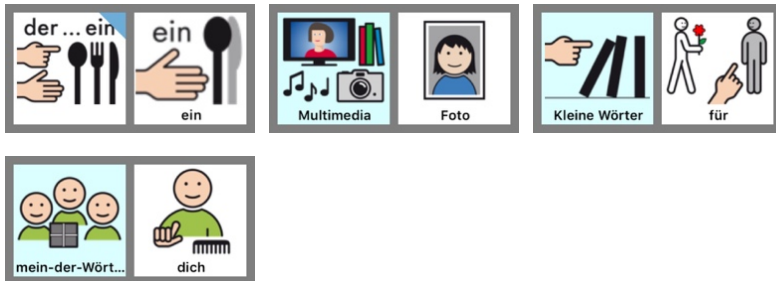 der ... ein
ein
ein
Multimedia
Foto
Kleine Wörter
für
mein-der-Wört...
dich